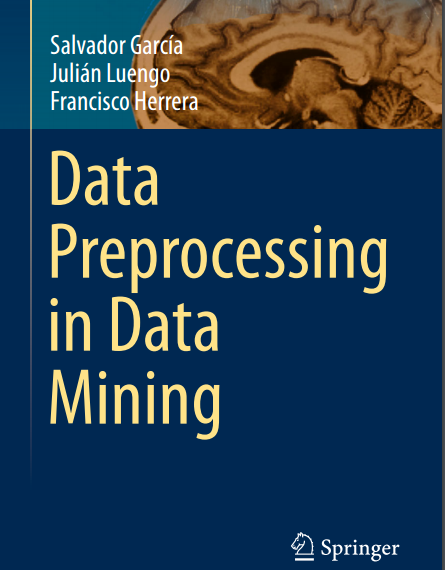 Salvador García
Julián Luengo
Francisco Herrera
Data
Preprocessing
in Data
Mining
Springer